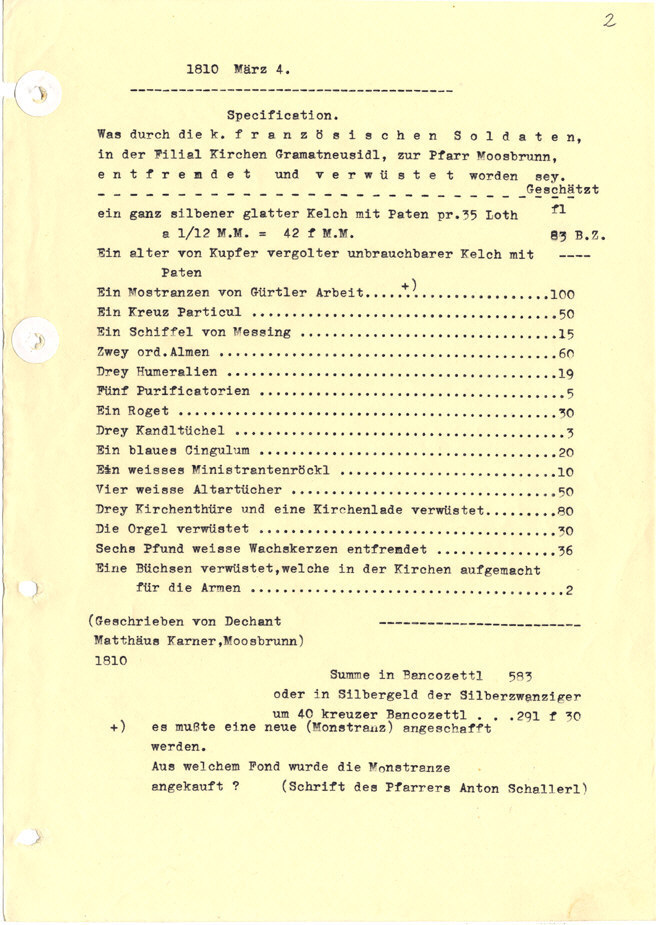 2
1810 März 4.
Specification.
Was durch die k. f r a n z ö s i s c h e n S o l d a t e n,
in der Filial Kirchen Gramatneusidl, zur Pfarr Moosbrunn,
e n t f r e m d e t und v e r w ü s t e t worden sey.
Geschätzt
ein ganz silbener glatter Kelch mit Paten pr.35 Loth fl
a 1/12 M.M. = 42 f M.M. 83 B.Z.
Ein alter von Kupfer vergolter unbrauchbarer Kelch mit ----
Paten
Ein Mostranzen von Gürtler Arbeit.....+)................100
Ein Kreuz Particul ..................................50
Ein Schiffel von Messing ............................15
Zwey ord.Almen ......................................60
Drey Humeralien .....................................19
Fünf Purificatorien .................................5
Ein Roget ...........................................30
Drey Kandltüchel ....................................3
Ein blaues Cingulum .................................20
Ein weisses Ministrantenröckl .......................10
Vier weisse Altartücher .............................50
Drey Kirchenthüre und eine Kirchenlade verwüstet........80
Die Orgel verwüstet .................................30
Sechs Pfund weisse Wachskerzen entfremdet ............36
Eine Büchsen verwüstet,welche in der Kirchen aufgemacht
für die Armen .....................................2
(Geschrieben von Dechant
Matthäus Karner,Moosbrunn)
1810
Summe in Bancozettl 583
oder in Silbergeld der Silberzwanziger
um 40 kreuzer Bancozettl . . .291 f 30
+) es mußte eine neue (Monstranz) angeschafft
werden.
Aus welchem Fond wurde die Monstranze
angekauft ? (Schrift des Pfarrers Anton Schallerl)